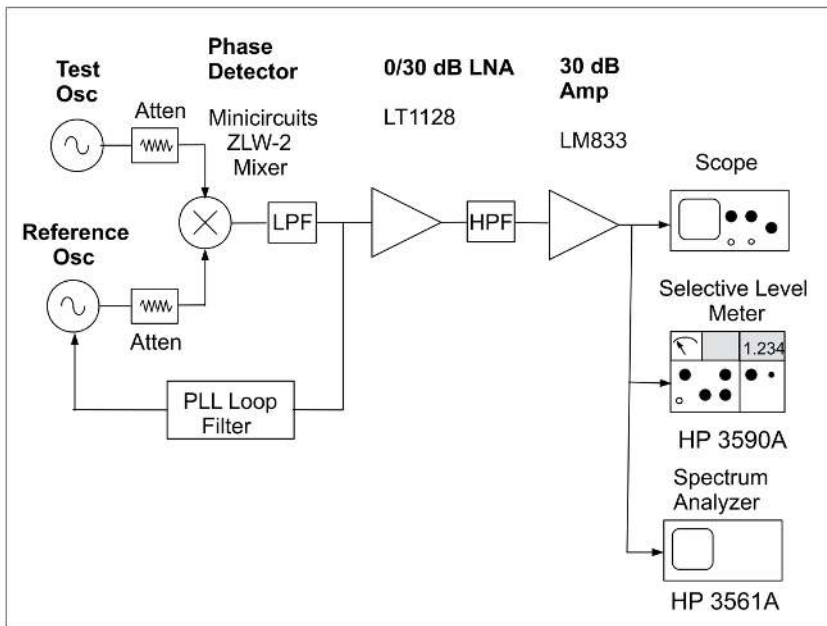 Test
Osc
Atten
Phase
Detector
Minicircuits
ZLW-2
Mixer
0/30 dB LNA
LT1128
30 dB
Amp
LM833
Scope
LPF
HPF
Reference
Osc
Atten
PLL Loop
Filter
Selective Level
Meter
1.234
HP 3590A
Spectrum
Analyzer
HP 3561A